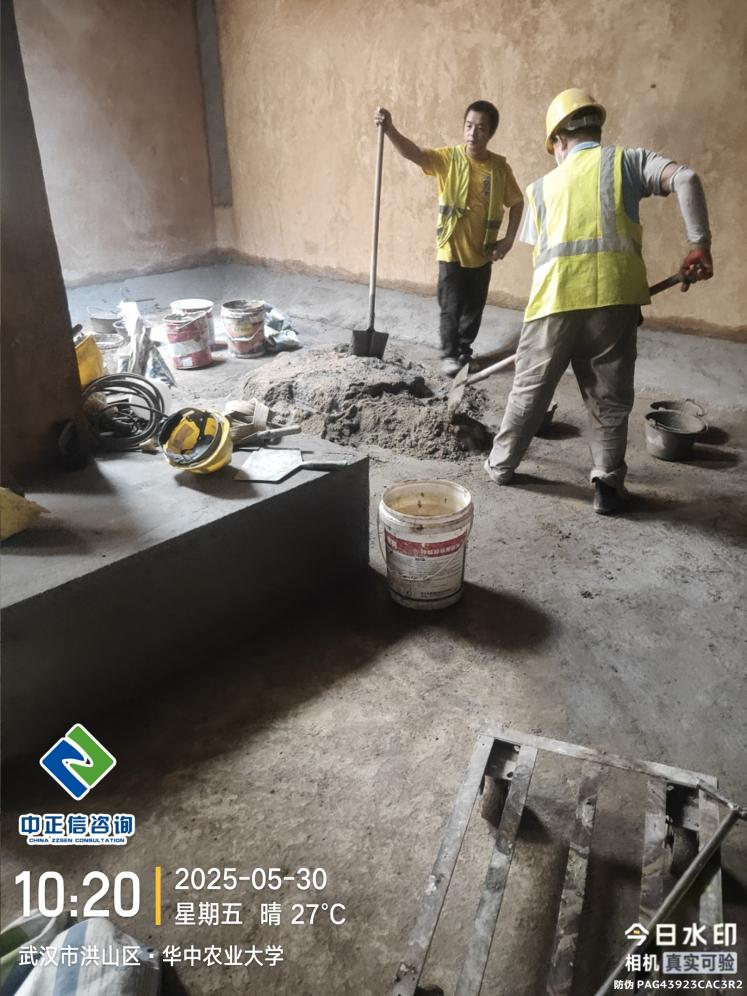 中正信咨询
CHINA ZZSEN CONSULTATION
10:20
2025-05-30
星期五 晴 27℃
武汉市洪山区·华中农业大学
今日水印
相机 真实可验
防伪 PAG43923CAC3R2